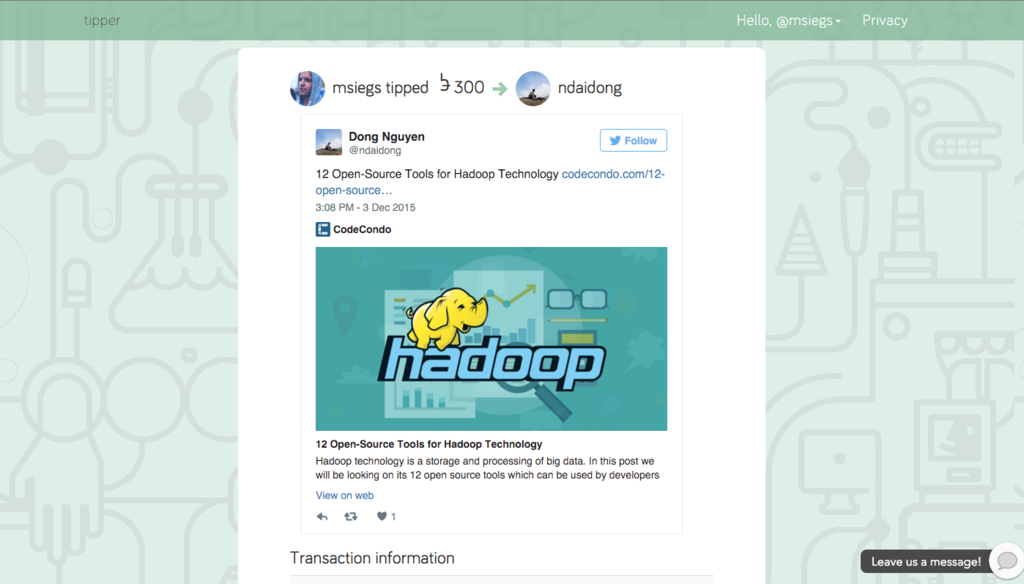 tipper
Hello, @msiegs
Privacy
msiegs tipped
300
ndaidong
Dong Nguyen
@ndaidong
Follow
12 Open-Source Tools for Hadoop Technology codecondo.com/12-
open-source…
3:08 PM - 3 Dec 2015
CodeCondo
hadoop
12 Open-Source Tools for Hadoop Technology
Hadoop technology is a storage and processing of big data. In this post we
will be looking on its 12 open source tools which can be used by developers
View on web
1
Transaction information
Leave us a message!